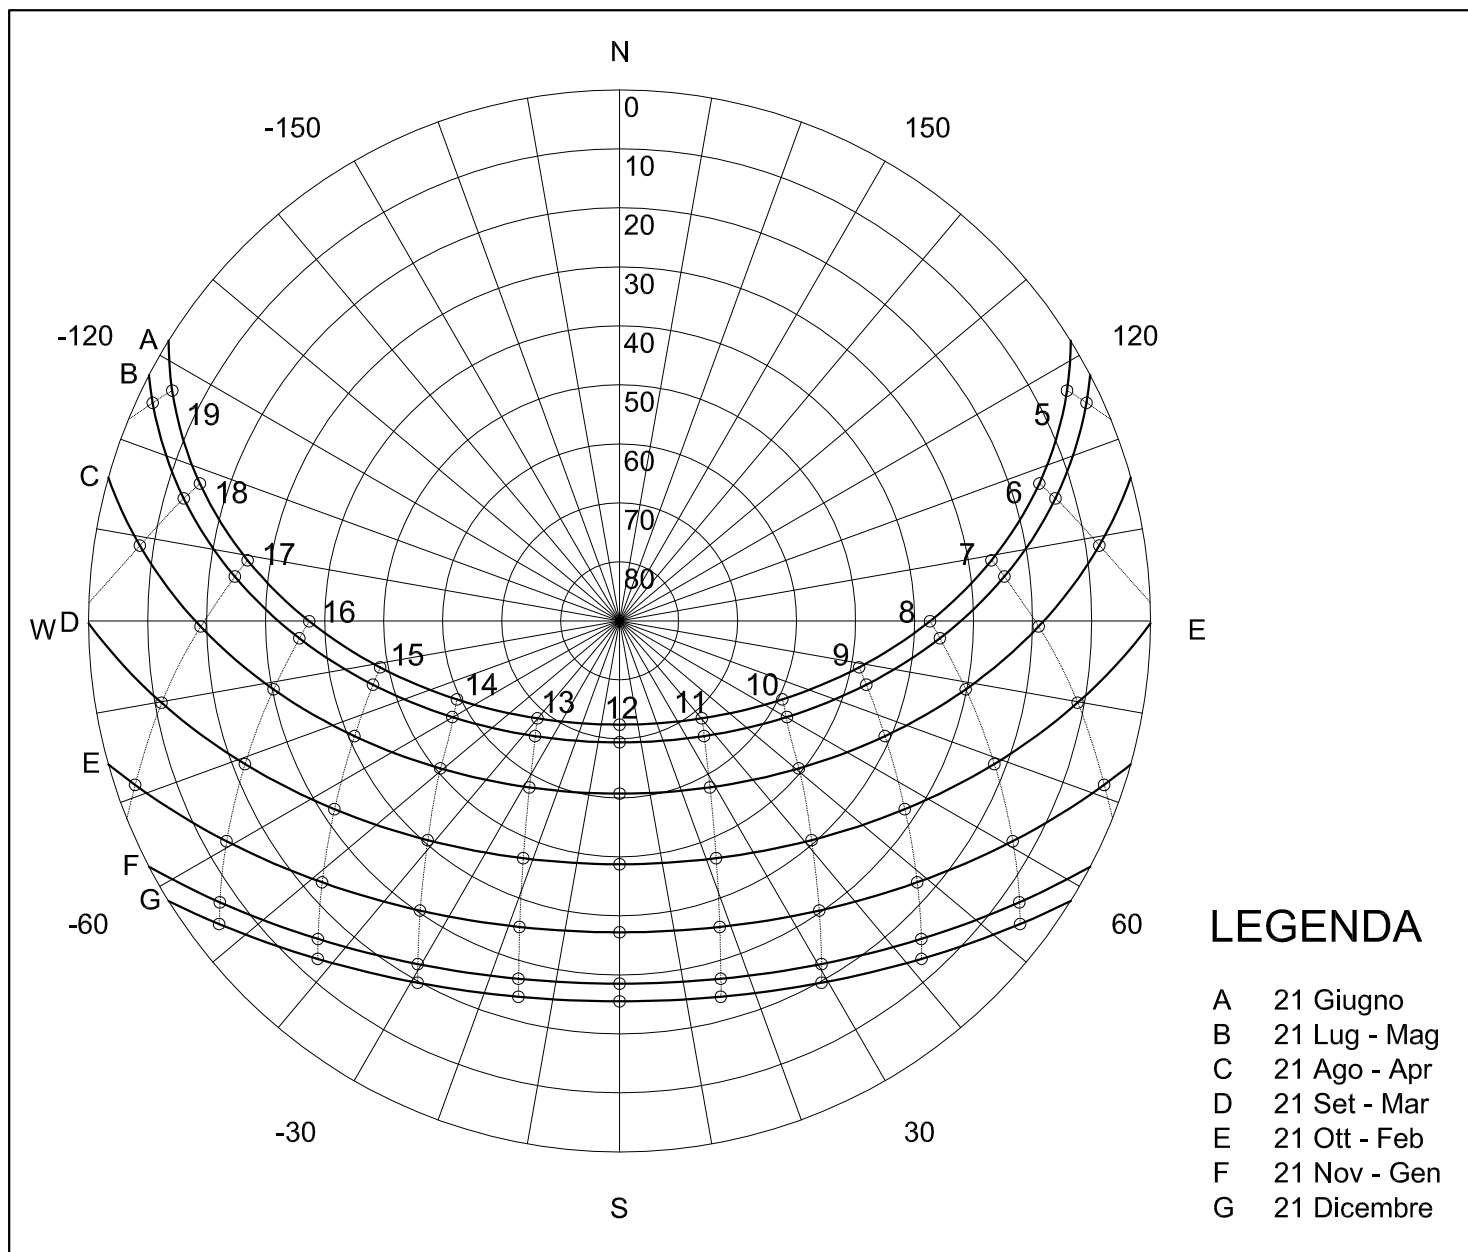 N
0
-150
150
10
20
30
-120
A
40
120
B
50
19
5
60
C
18
6
70
17
7
80
16
8
W
D
E
15
9
14
10
13
12
11
E
F
G
-60
60
-30
30
S
LEGENDA
A 21 Giugno
B 21 Lug - Mag
C 21 Ago - Apr
D 21 Set - Mar
E 21 Ott - Feb
F 21 Nov - Gen
G 21 Dicembre